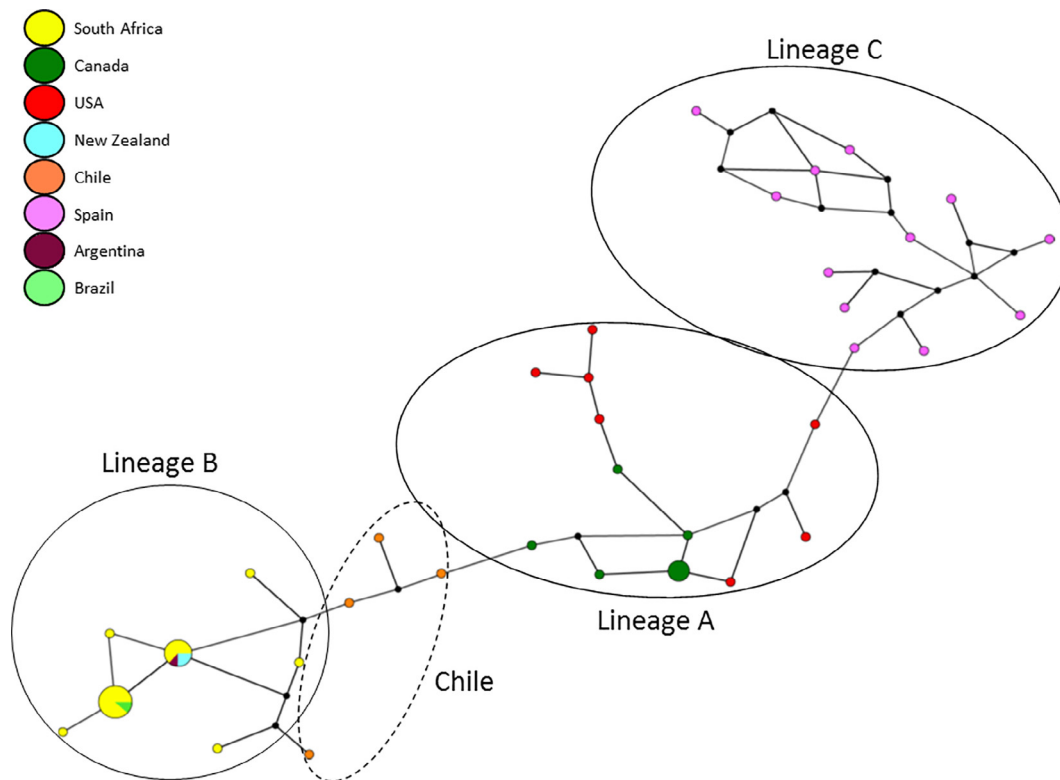 South Africa
Canada
USA
New Zealand
Chile
Spain
Argentina
Brazil
Lineage C
Lineage B
Lineage A
Chile